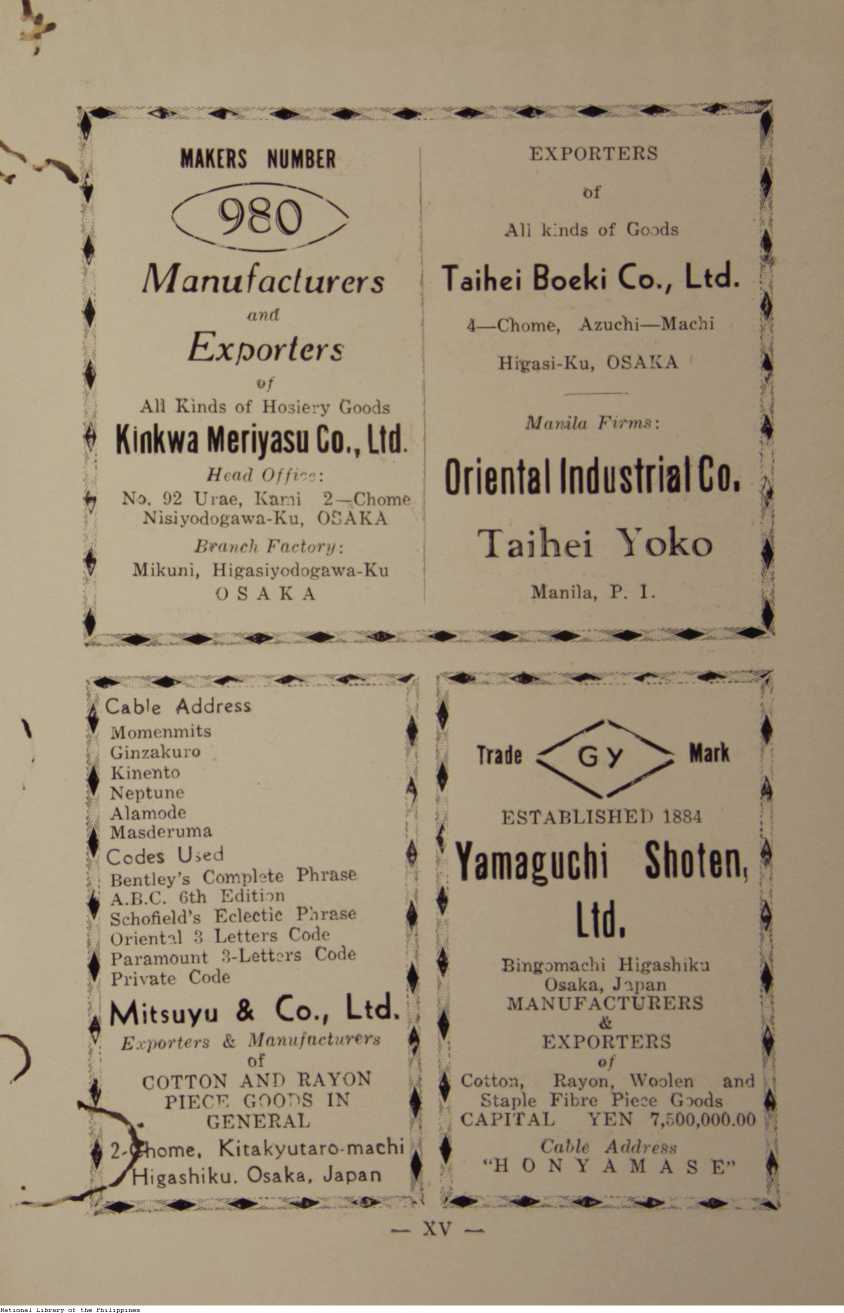 MAKERS NUMBER
980
Manufacturers
and
Exporters
of
All Kinds of Hosiery Goods
Kinkwa Meriyasu Co., Ltd.
Head Office:
No. 92 Urae, Kami 2—Chome
Nisiyodogawa-Ku, OSAKA
Branch Factory:
Mikuni, Higasiyodogawa-Ku
OSAKA
EXPORTERS
of
All kinds of Goods
Taihei Boeki Co., Ltd.
4—Chome, Azuchi—Machi
Higasi-Ku, OSAKA
Manila Firms:
Oriental Industrial Co.
Taihei Yoko
Manila, P. I.
Cable Address
Momenmits
Ginzakuro
Kinento
Neptune
Alamode
Masderuma
Codes Used
Bentley's Complete Phrase
A.B.C. 6th Edition
Schofield's Eclectic Phrase
Oriental 3 Letters Code
Paramount 3-Letters Code
Private Code
Mitsuyu & Co., Ltd.
Exporters & Manufacturers
of
COTTON AND RAYON
PIECE GOODS IN
GENERAL
2-Chome, Kitakyutaro-machi
Higashiku. Osaka, Japan
Trade GY Mark
ESTABLISHED 1884
Yamaguchi Shoten,
Ltd.
Bingomachi Higashiku
Osaka, Japan
MANUFACTURERS
&
EXPORTERS
of
Cotton, Rayon, Woolen and
Staple Fibre Piece Goods
CAPITAL YEN 7,500,000.00
Cable Address
"HONYAMASE"
— XV —
National Library of the Philippines